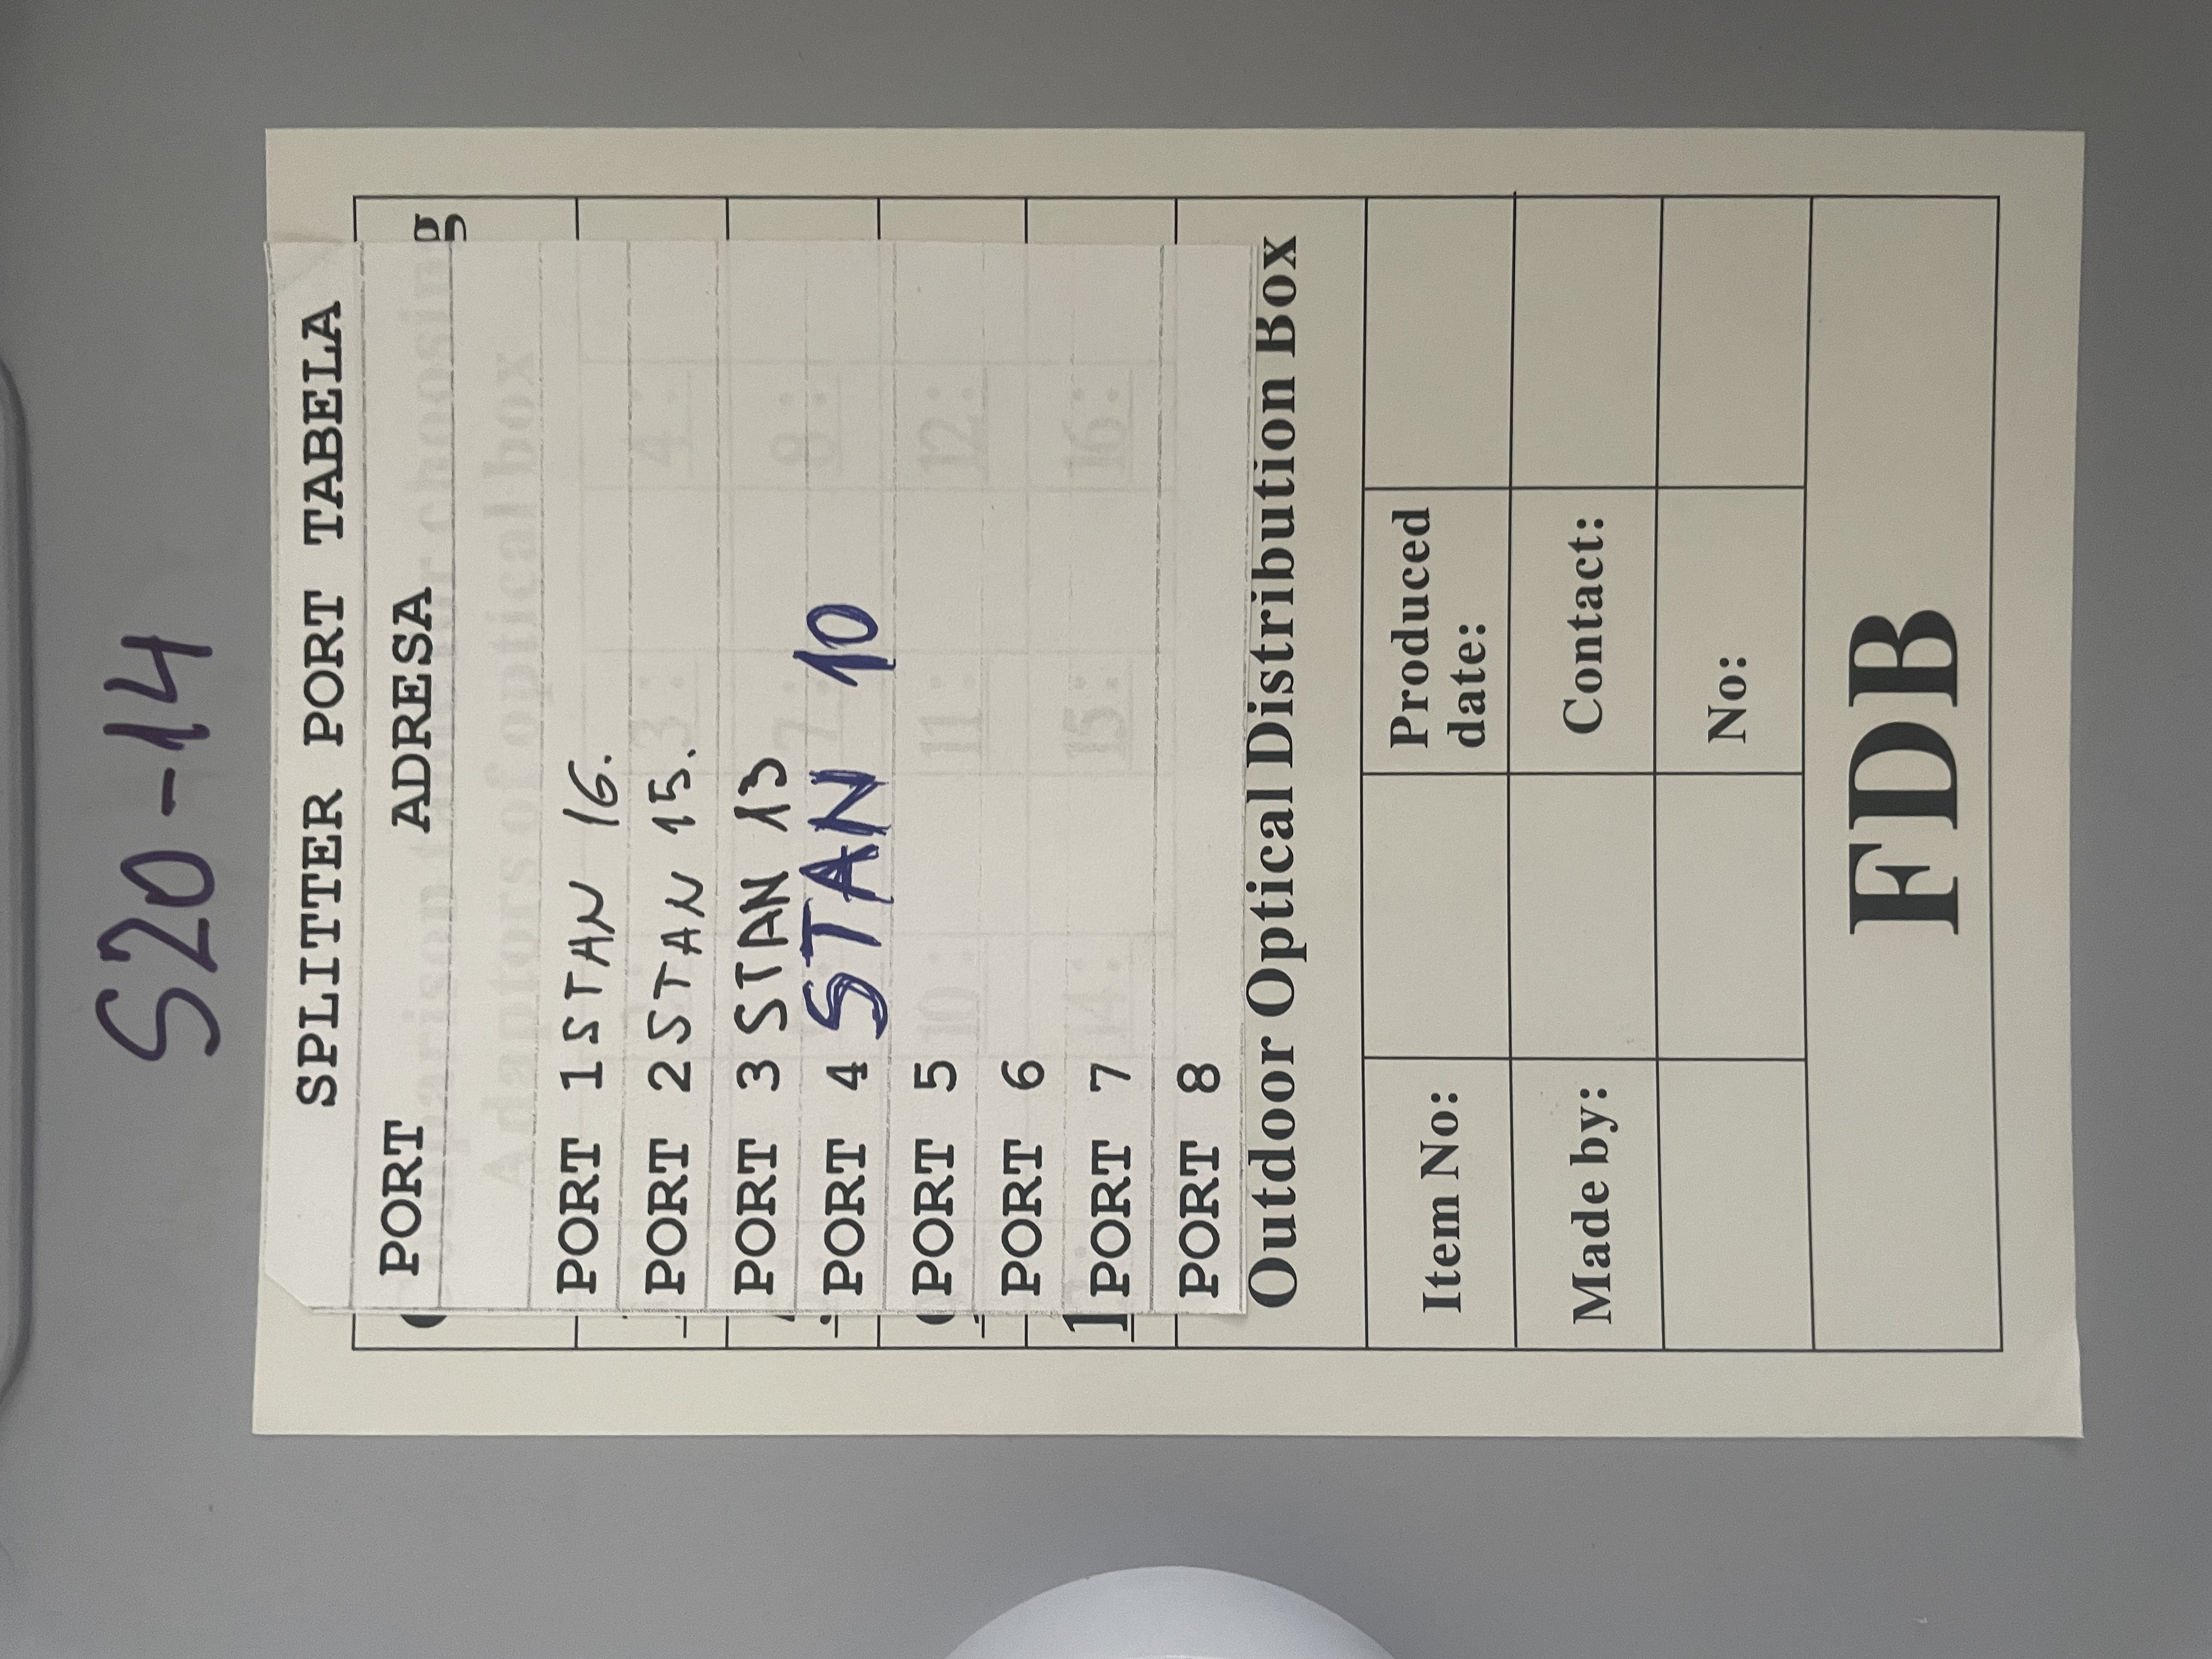 S20-14
SPLITTER PORT TABELA
PORT ADRESA
PORT 1 STAN 16.
PORT 2 STAN 15.
PORT 3 STAN 13
PORT 4 STAN 10
PORT 5
PORT 6
PORT 7
PORT 8
Outdoor Optical Distribution Box
Item No: Produced date:
Made by: Contact:
No:
FDB